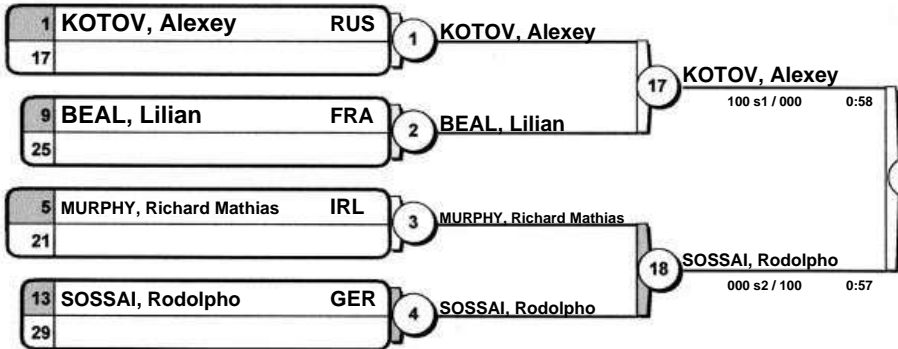 1 KOTOV, Alexey RUS
17
1
KOTOV, Alexey
9 BEAL, Lilian FRA
25
2
BEAL, Lilian
17
KOTOV, Alexey
100 s1 / 000 0:58
5 MURPHY, Richard Mathias IRL
21
3
MURPHY, Richard Mathias
13 SOSSAI, Rodolpho GER
29
4
SOSSAI, Rodolpho
18
SOSSAI, Rodolpho
000 s2 / 100 0:57